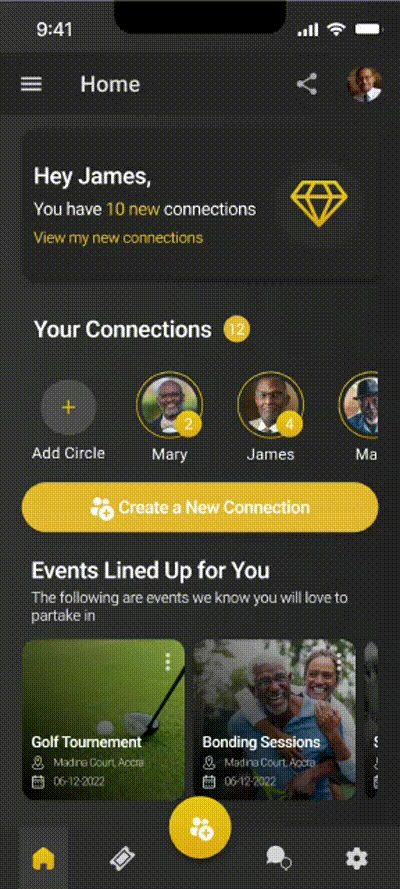 9:41
Home
Hey James,
You have 10 new connections
View my new connections
Your Connections 12
2
4
Add Circle
Mary
James
Ma
Create a New Connection
Events Lined Up for You
The following are events we know you will love to
partake in
Golf Tournement
Madina Court, Accra
06-12-2022
Bonding Sessions
Madina Court, Accra
06-12-2022
S